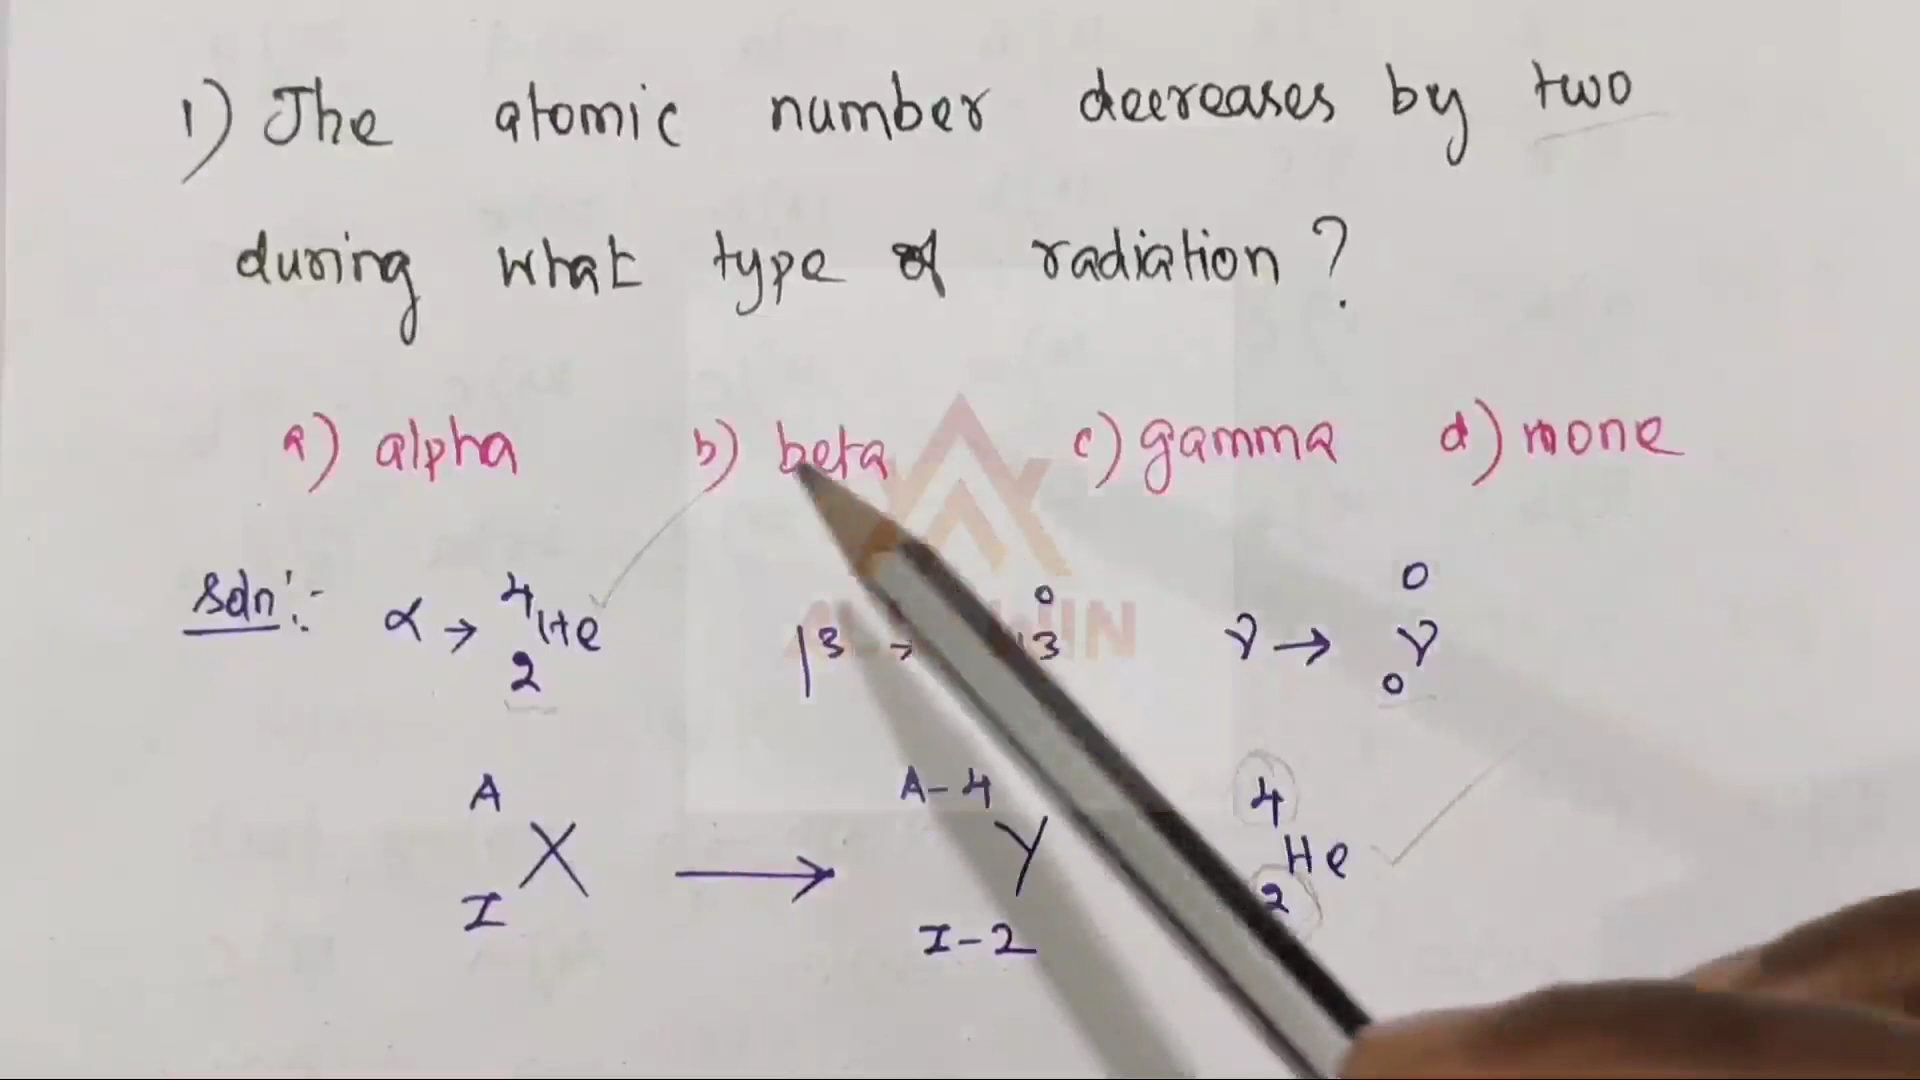 1) The atomic number decreases by two
during what type of radiation?
a) alpha b) beta c) gamma d) none
Soln:-
α → ⁴₂He
β → ⁰β
γ → ⁰₀γ
ᴬ_Z X → ᴬ⁻⁴_Z₋₂ Y ⁴₂He